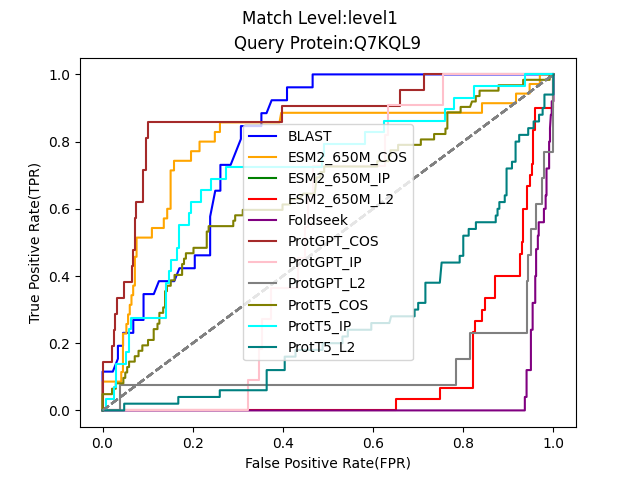 Match Level:level1
Query Protein:Q7KQL9
True Positive Rate(TPR)
1.0
0.8
0.6
0.4
0.2
0.0
BLAST
ESM2_650M_COS
ESM2_650M_IP
ESM2_650M_L2
Foldseek
ProtGPT_COS
ProtGPT_IP
ProtGPT_L2
ProtT5_COS
ProtT5_IP
ProtT5_L2
0.0 0.2 0.4 0.6 0.8 1.0
False Positive Rate(FPR)